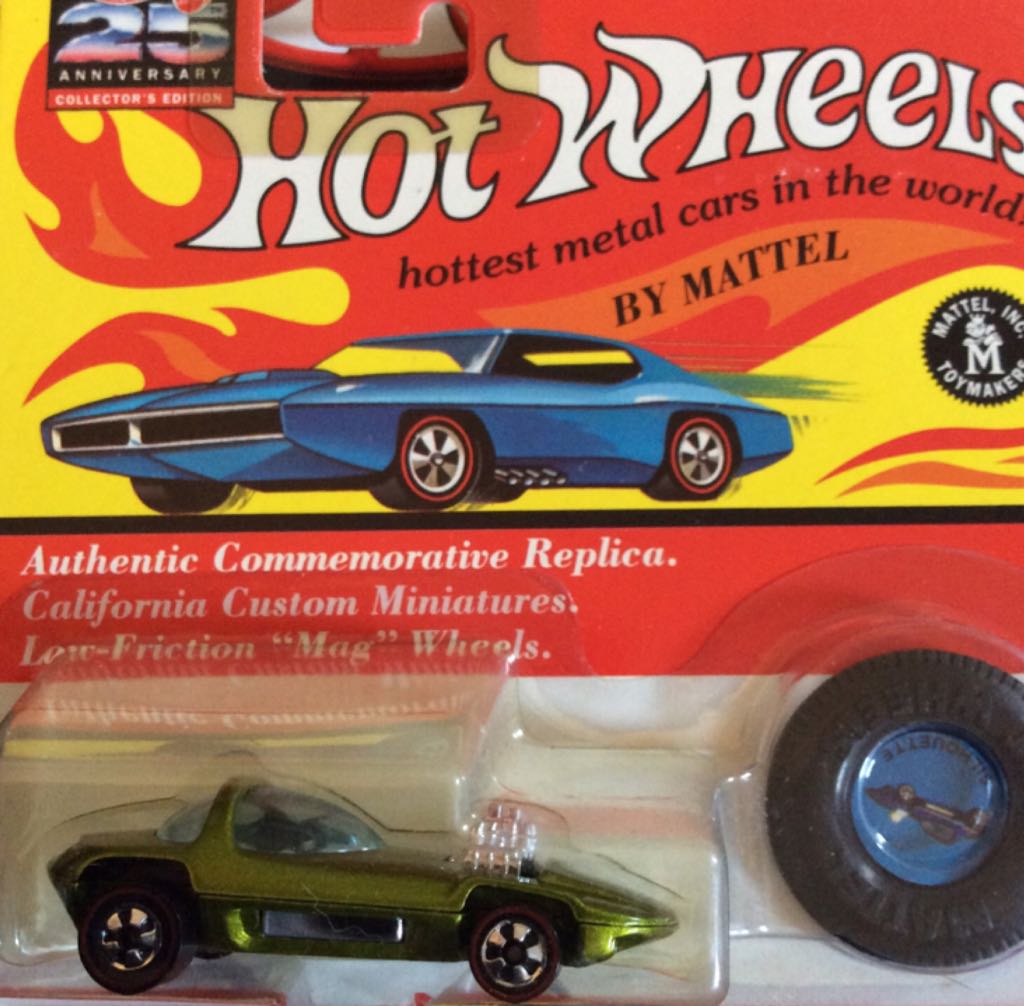 25
ANNIVERSARY
COLLECTOR'S EDITION
HOT WHEELS
hottest metal cars in the world.
BY MATTEL
MATTEL, INC.
M
TOYMAKERS
Authentic Commemorative Replica.
California Custom Miniatures.
Low-Friction "Mag" Wheels.
SILHOUETTE